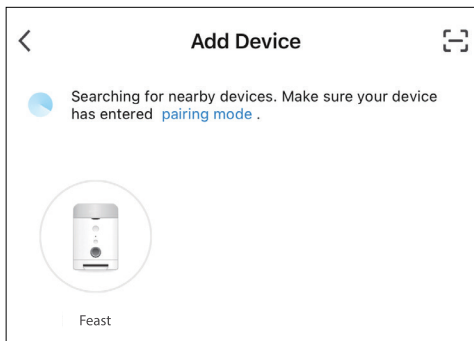 Add Device
Searching for nearby devices. Make sure your device
has entered pairing mode .
Feast